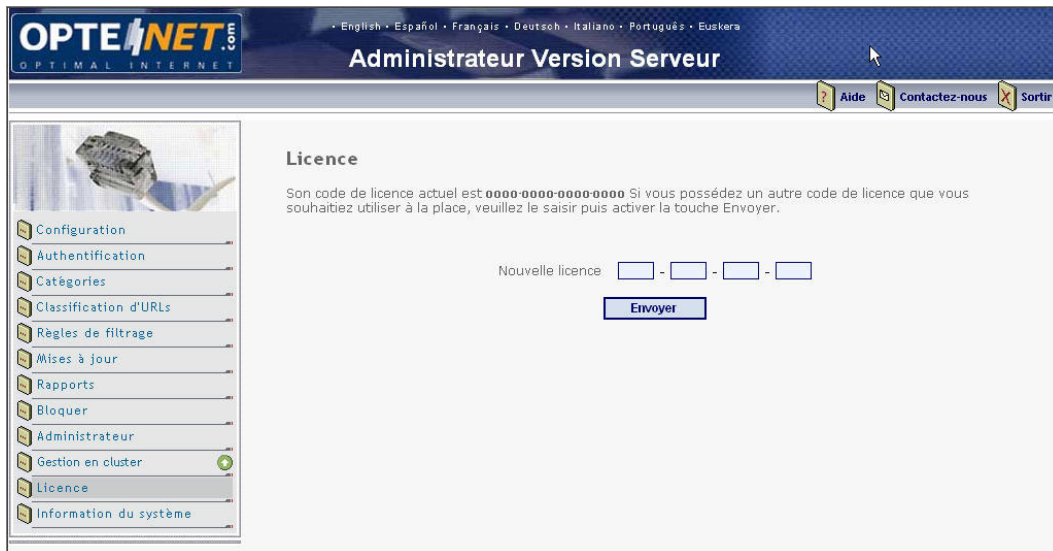 OPTENET.com
OPTIMAL INTERNET
· English · Español · Français · Deutsch · Italiano · Português · Euskera
Administrateur Version Serveur
Aide
Contactez-nous
Sortir
Configuration
Authentification
Catégories
Classification d'URLs
Règles de filtrage
Mises à jour
Rapports
Bloquer
Administrateur
Gestion en cluster
Licence
Information du système
Licence
Son code de licence actuel est 0000-0000-0000-0000 Si vous possédez un autre code de licence que vous
souhaitiez utiliser à la place, veuillez le saisir puis activer la touche Envoyer.
Nouvelle licence - - -
Envoyer